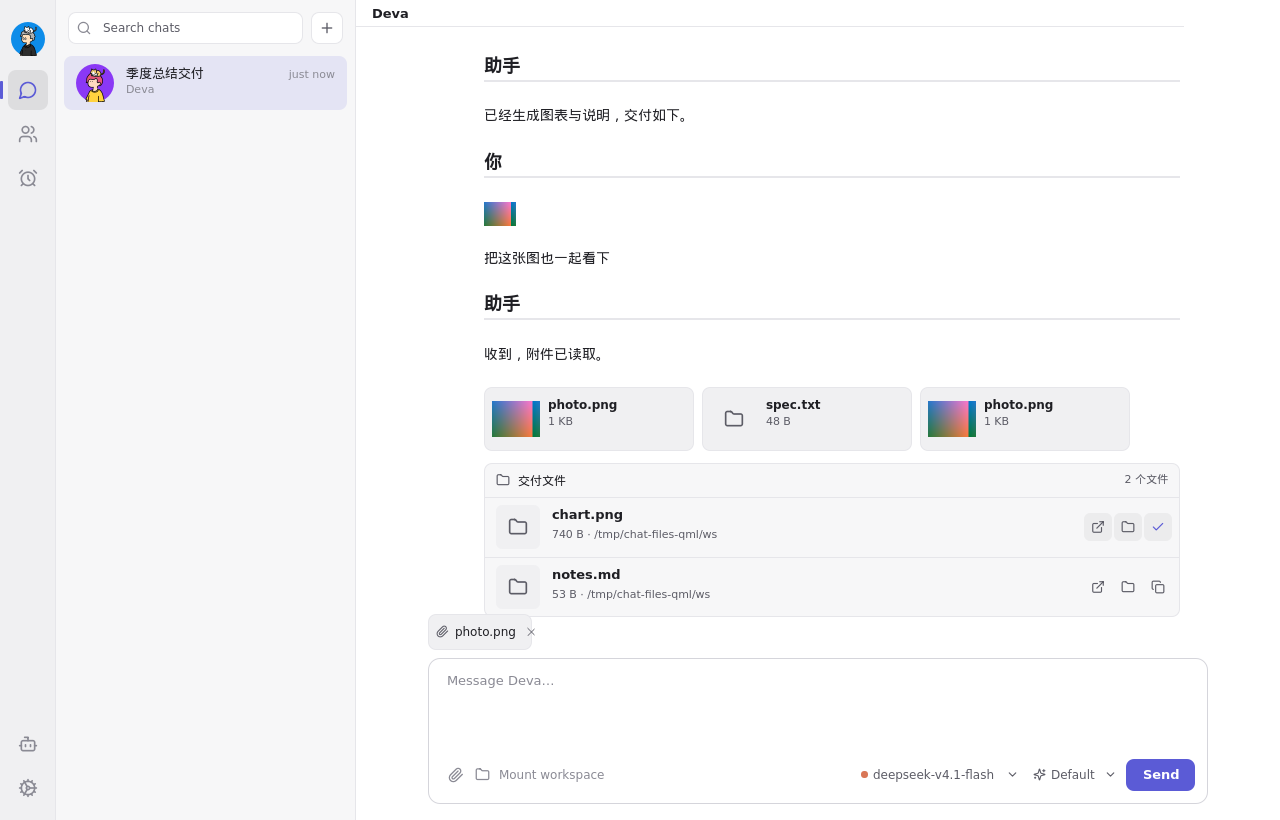 Search chats
季度总结交付
just now
Deva
Deva
助手
已经生成图表与说明，交付如下。
你
把这张图也一起看下
助手
收到，附件已读取。
photo.png
1 KB
spec.txt
48 B
photo.png
1 KB
交付文件
2 个文件
chart.png
740 B · /tmp/chat-files-qml/ws
notes.md
53 B · /tmp/chat-files-qml/ws
photo.png
Message Deva...
Mount workspace
deepseek-v4.1-flash
Default
Send